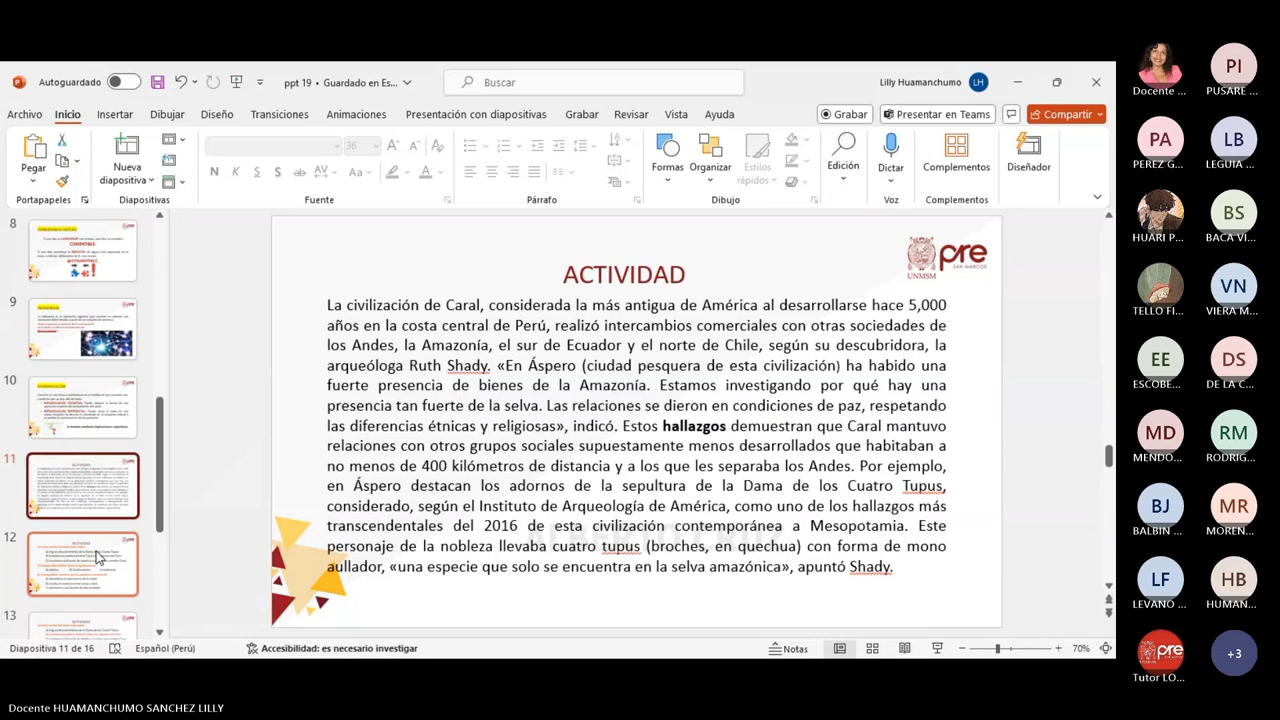 Autoguardado
ppt 19 • Guardado en Es...
Buscar
Lilly Huamanchumo
LH
Archivo
Inicio
Insertar
Dibujar
Diseño
Transiciones
Animaciones
Presentación con diapositivas
Grabar
Revisar
Vista
Ayuda
Grabar
Presentar en Teams
Compartir
Pegar
Nueva
diapositiva
36
N K S S ab AV Aa A
Formas
Organizar
Estilos
rápidos
Edición
Dictar
Complementos
Diseñador
Portapapeles
Diapositivas
Fuente
Párrafo
Dibujo
Voz
Complementos
8
9
10
11
12
13
pre
SAN MARCOS
UNMSM
ACTIVIDAD
La civilización de Caral, considerada la más antigua de América al desarrollarse hace 5000
años en la costa central de Perú, realizó intercambios comerciales con otras sociedades de
los Andes, la Amazonía, el sur de Ecuador y el norte de Chile, según su descubridora, la
arqueóloga Ruth Shady. «En Áspero (ciudad pesquera de esta civilización) ha habido una
fuerte presencia de bienes de la Amazonía. Estamos investigando por qué hay una
presencia tan fuerte de la selva. Las relaciones se dieron en condiciones de paz, respetando
las diferencias étnicas y religiosas», indicó. Estos hallazgos demuestran que Caral mantuvo
relaciones con otros grupos sociales supuestamente menos desarrollados que habitaban a
no menos de 400 kilómetros de distancia y a los que les separaba los Andes. Por ejemplo,
en Áspero destacan los adornos de la sepultura de la Dama de los Cuatro Tupus
considerado, según el Instituto de Arqueología de América, como uno de los hallazgos más
transcendentales del 2016 de esta civilización contemporánea a Mesopotamia. Este
personaje de la nobleza llevaba cuatro tubus (broches, en quechua) con forma de mono
aullador, «una especie que solo se encuentra en la selva amazónica», apuntó Shady.
Diapositiva 11 de 16
Español (Perú)
Accesibilidad: es necesario investigar
Notas
70%
Docente ...
PI
PUSARE ...
PA
PEREZ G...
LB
LEGUIA ...
HUARI P...
BS
BACA VI...
TELLO FI...
VN
VIERA M...
EE
ESCOBE...
DS
DE LA C...
MD
MENDO...
RM
RODRIG...
BJ
BALBIN ...
MR
MOREN...
LF
LEVANO ...
HB
HUMAN...
pre
Tutor LO...
+3
Docente HUAMANCHUMO SANCHEZ LILLY